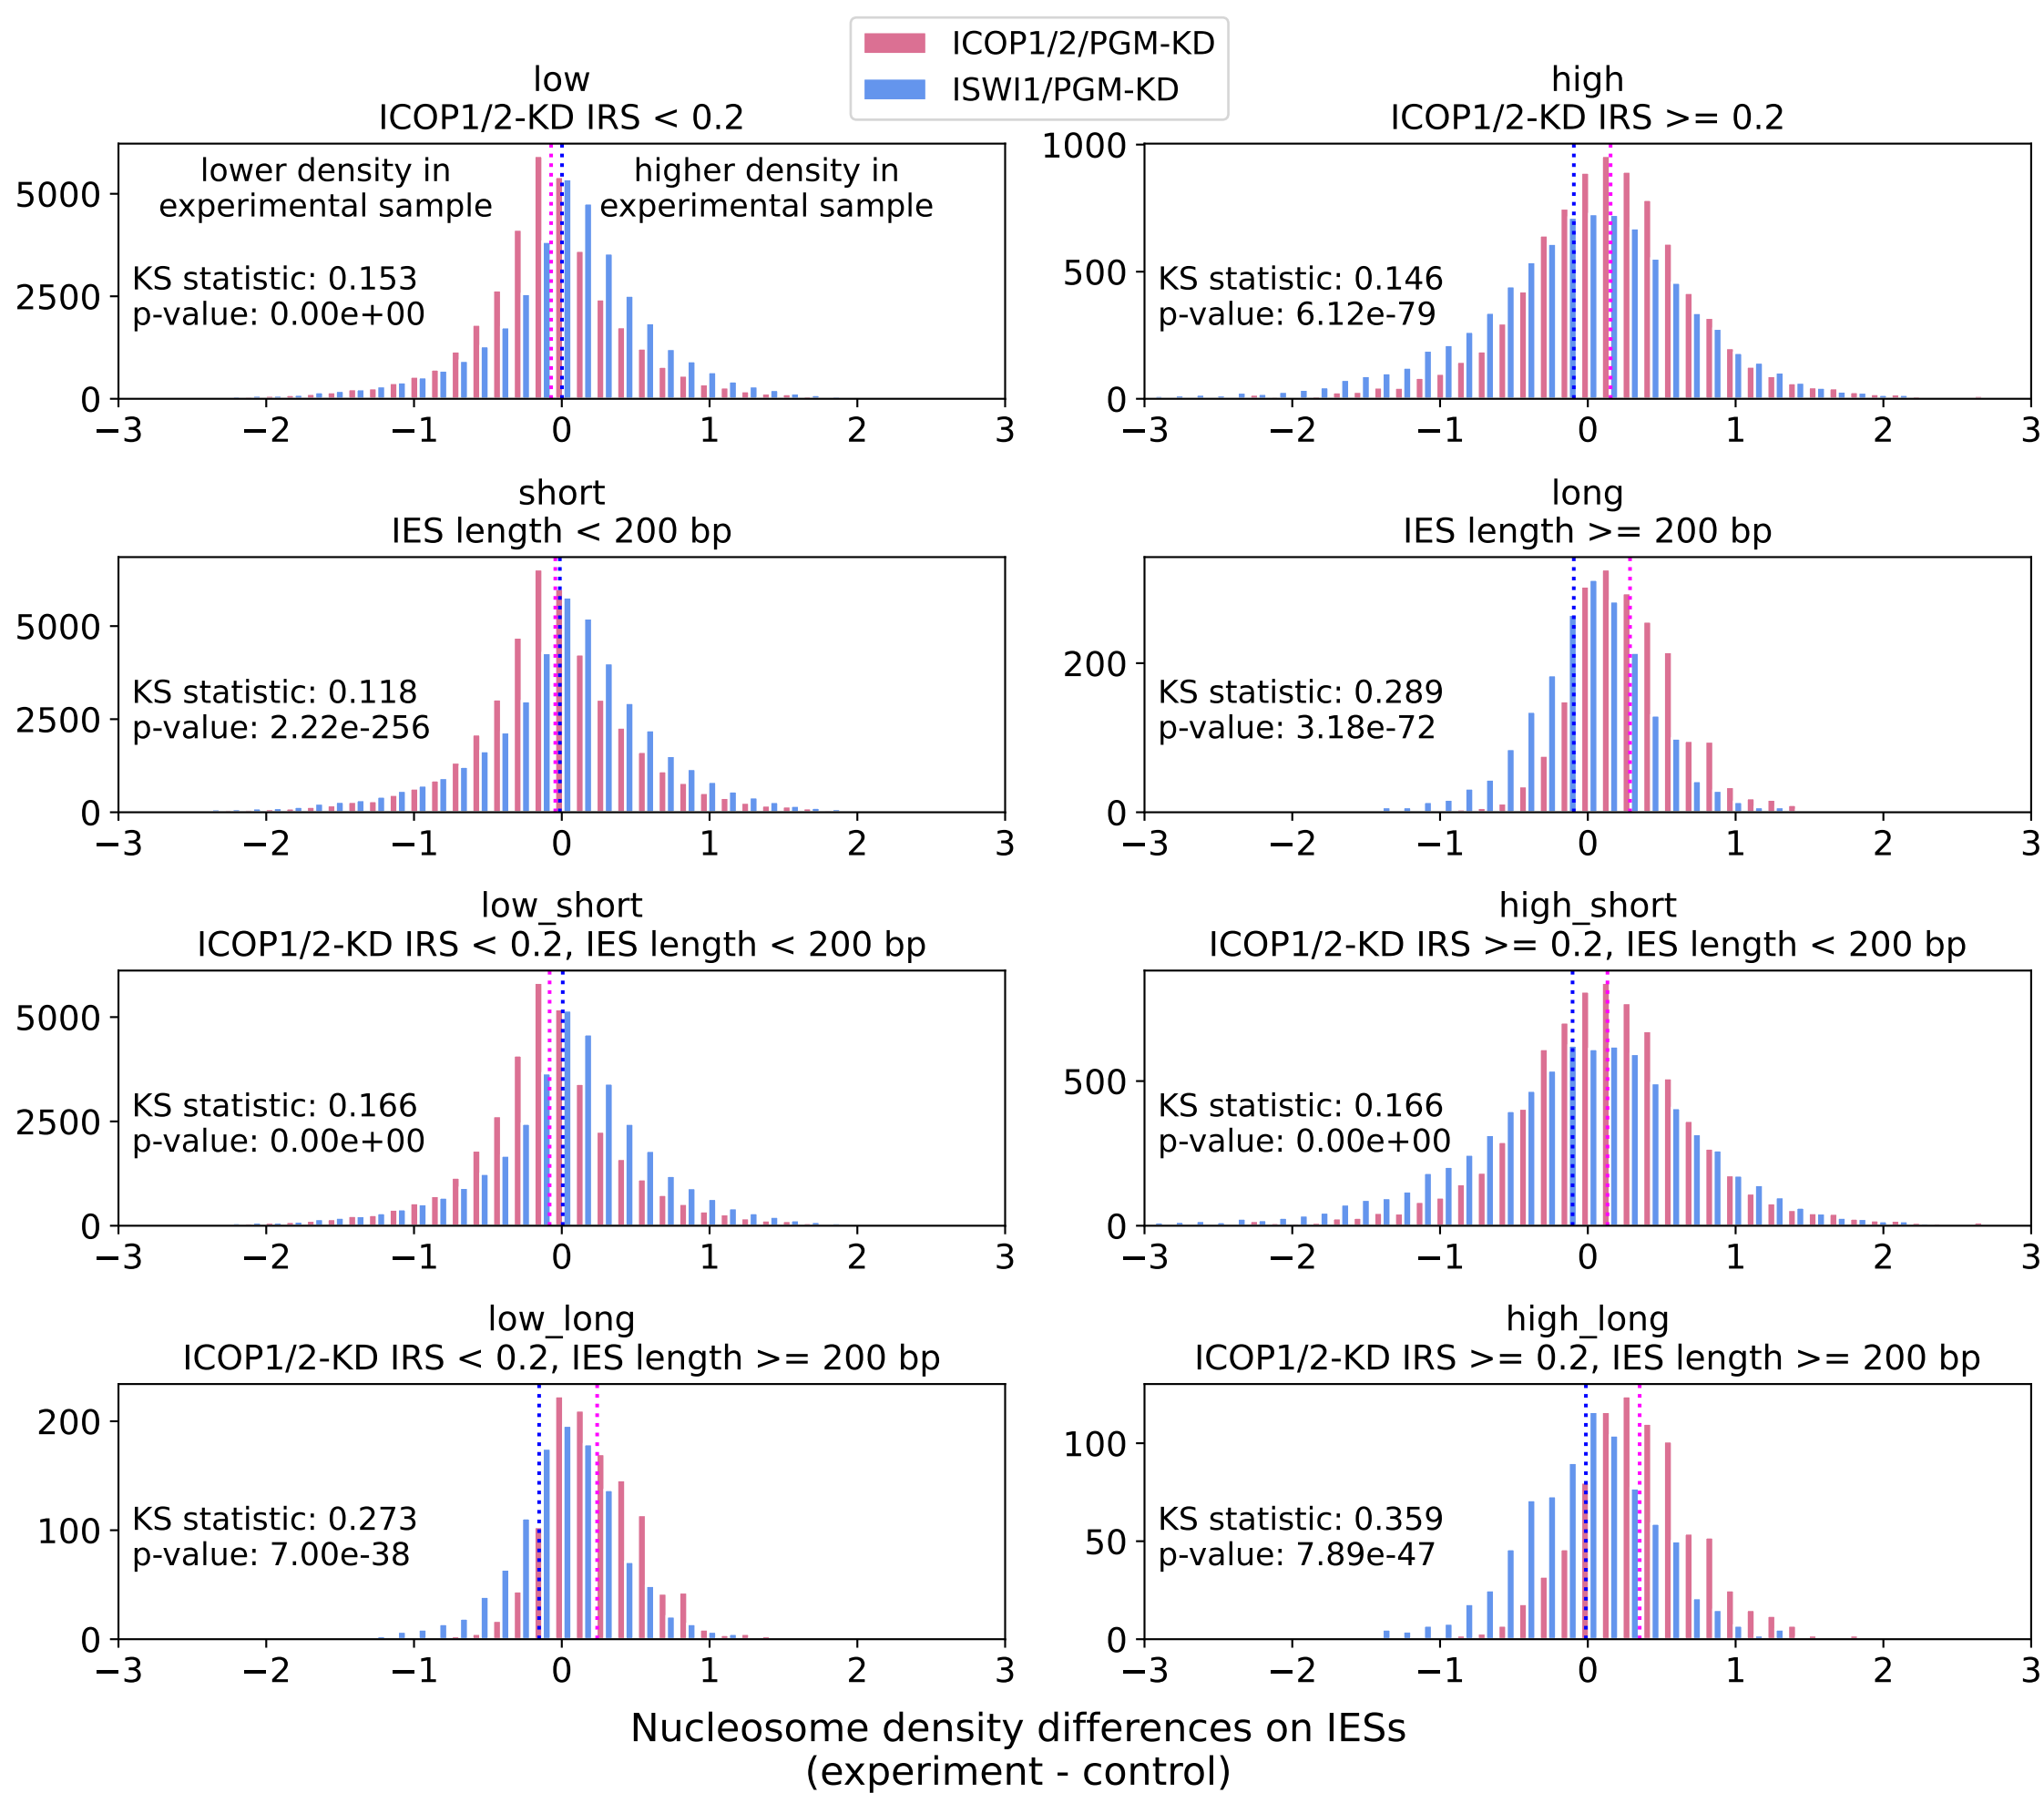 ICOP1/2/PGM-KD
ISWI1/PGM-KD
low
ICOP1/2-KD IRS < 0.2
lower density in
experimental sample
higher density in
experimental sample
KS statistic: 0.153
p-value: 0.00e+00
5000
2500
0
−3 −2 −1 0 1 2 3
high
ICOP1/2-KD IRS >= 0.2
KS statistic: 0.146
p-value: 6.12e-79
1000
500
0
−3 −2 −1 0 1 2 3
short
IES length < 200 bp
KS statistic: 0.118
p-value: 2.22e-256
5000
2500
0
−3 −2 −1 0 1 2 3
long
IES length >= 200 bp
KS statistic: 0.289
p-value: 3.18e-72
200
0
−3 −2 −1 0 1 2 3
low_short
ICOP1/2-KD IRS < 0.2, IES length < 200 bp
KS statistic: 0.166
p-value: 0.00e+00
5000
2500
0
−3 −2 −1 0 1 2 3
high_short
ICOP1/2-KD IRS >= 0.2, IES length < 200 bp
KS statistic: 0.166
p-value: 0.00e+00
500
0
−3 −2 −1 0 1 2 3
low_long
ICOP1/2-KD IRS < 0.2, IES length >= 200 bp
KS statistic: 0.273
p-value: 7.00e-38
200
100
0
−3 −2 −1 0 1 2 3
high_long
ICOP1/2-KD IRS >= 0.2, IES length >= 200 bp
KS statistic: 0.359
p-value: 7.89e-47
100
50
0
−3 −2 −1 0 1 2 3
Nucleosome density differences on IESs
(experiment - control)